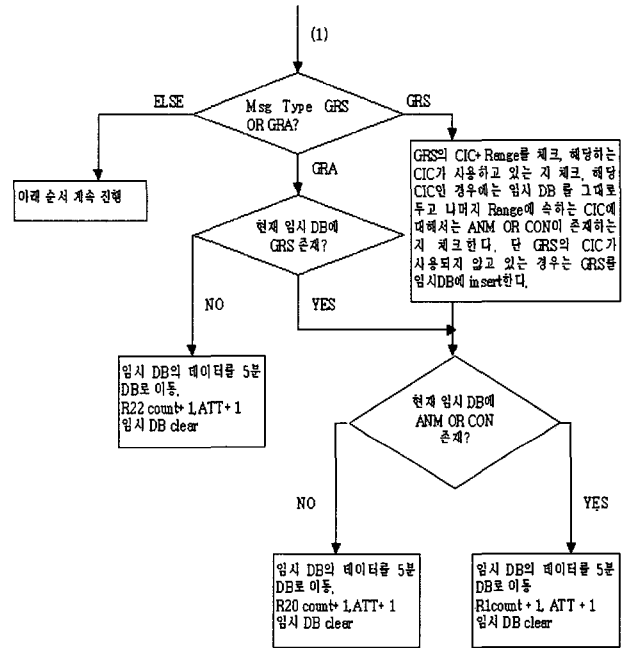 (1)
Msg Type GRS
OR GRA?
ELSE
GRS
GRA
아래 순서 계속 진행
GRS의 CIC+Range를 체크, 해당하는
CIC가 사용하고 있는 지 체크, 해당
CIC인 경우에는 임시 DB 를 그대로
두고 나머지 Range에 속하는 CIC에
대해서는 ANM OR CON이 존재하는
지 체크한다. 단 GRS의 CIC가
사용되지 않고 있는 경우는 GRS를
임시DB에 insert한다.
현재 임시 DB에
GRS 존재?
NO
YES
임시 DB의 데이터를 5분
DB로 이동.
R22 count+1,ATT+1
임시 DB clear
현재 임시 DB에
ANM OR CON
존재?
NO
YES
임시 DB의 데이터를 5분
DB로 이동.
R20 count+1,ATT+1
임시 DB clear
임시 DB의 데이터를 5분
DB로 이동
R1count +1, ATT +1
임시 DB clear